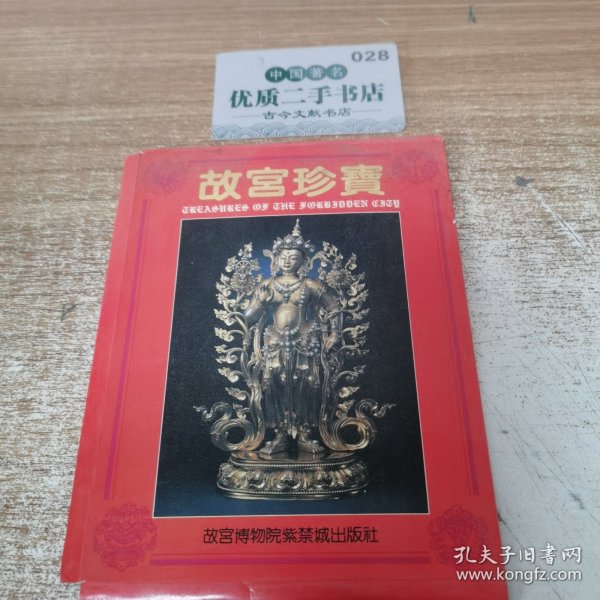 028
中国著名
优质二手书店
古今文献书店
故宮珍寶
TREASURES OF THE FORBIDDEN CITY
故宮博物院紫禁城出版社
孔夫子旧书网
www.kongfz.com